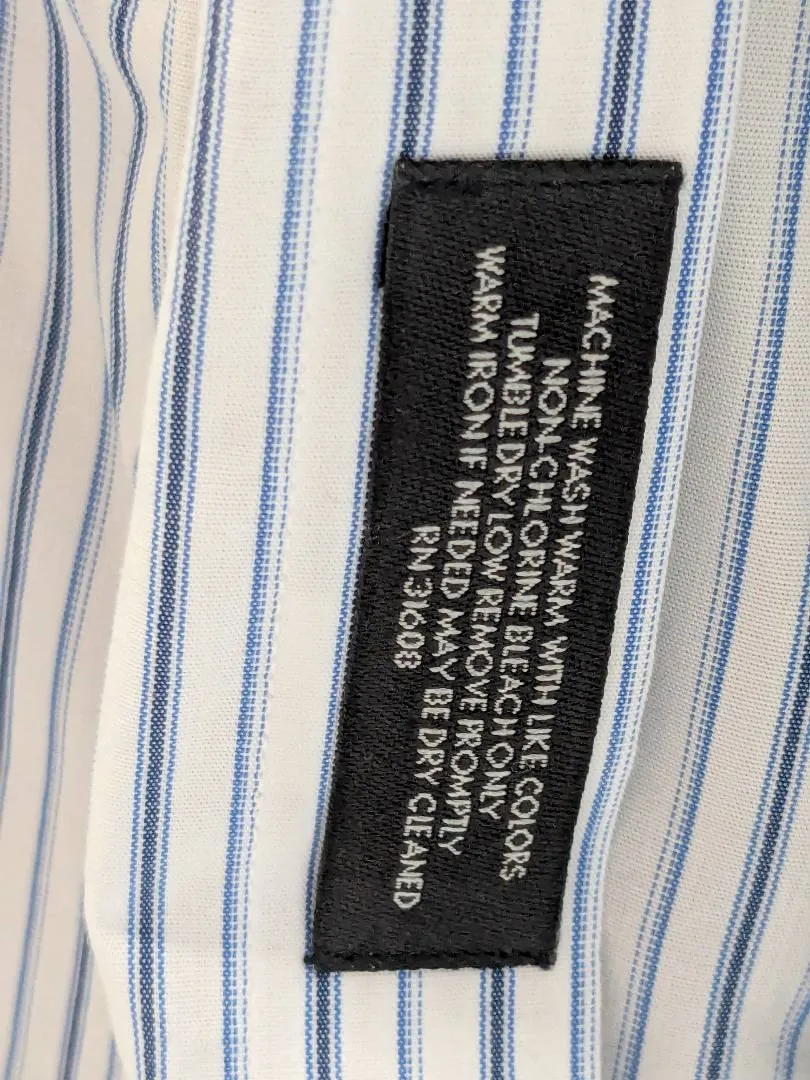 MACHINE WASH WARM WITH LIKE COLORS
NON-CHLORINE BLEACH ONLY
TUMBLE DRY LOW REMOVE PROMPTLY
WARM IRON IF NEEDED MAY BE DRY CLEANED
RN 31608